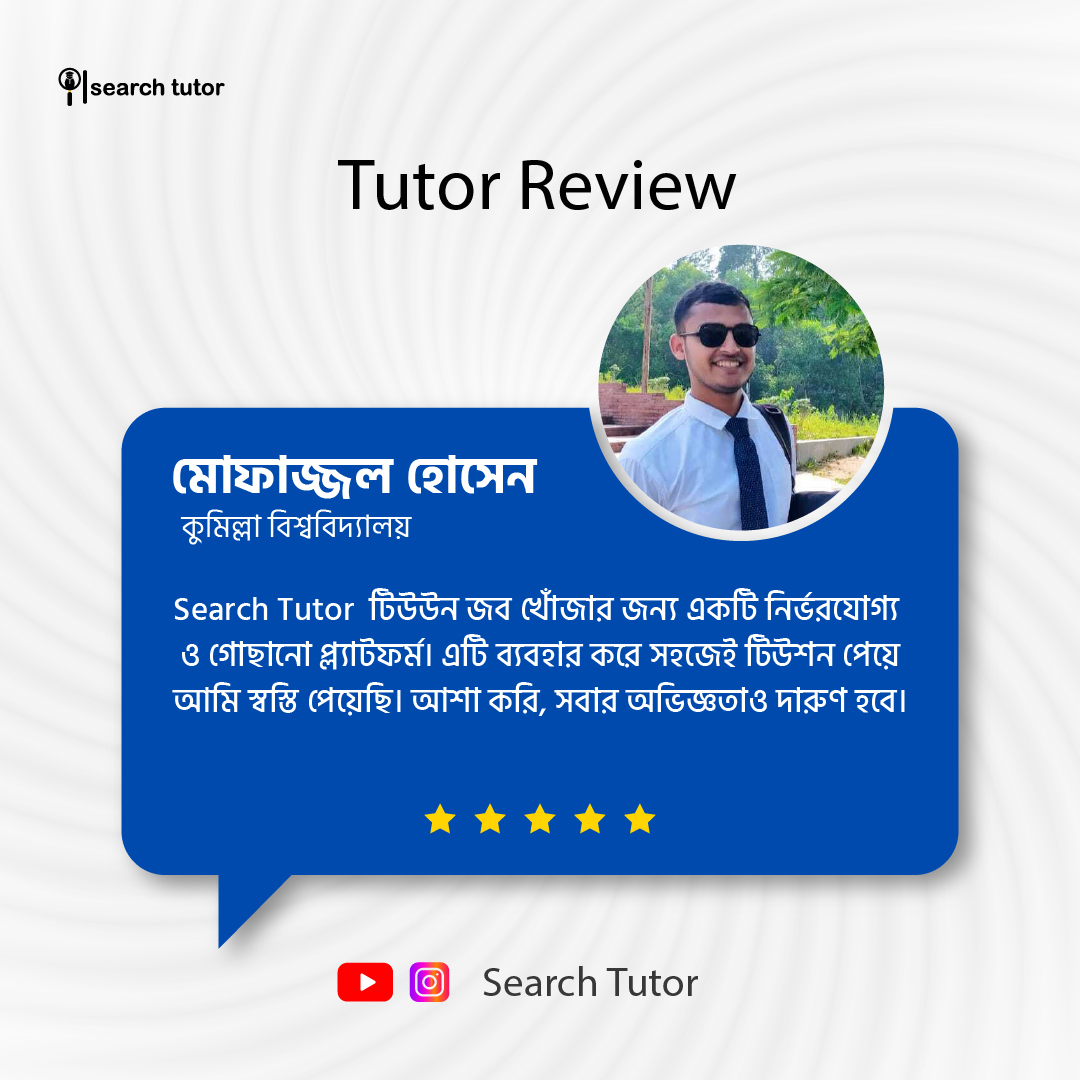 search tutor
Tutor Review
মোফাজ্জল হোসেন
কুমিল্লা বিশ্ববিদ্যালয়
Search Tutor টিউউন জব খোঁজার জন্য একটি নির্ভরযোগ্য
ও গোছানো প্ল্যাটফর্ম। এটি ব্যবহার করে সহজেই টিউশন পেয়ে
আমি স্বস্তি পেয়েছি। আশা করি, সবার অভিজ্ঞতাও দারুণ হবে।
Search Tutor